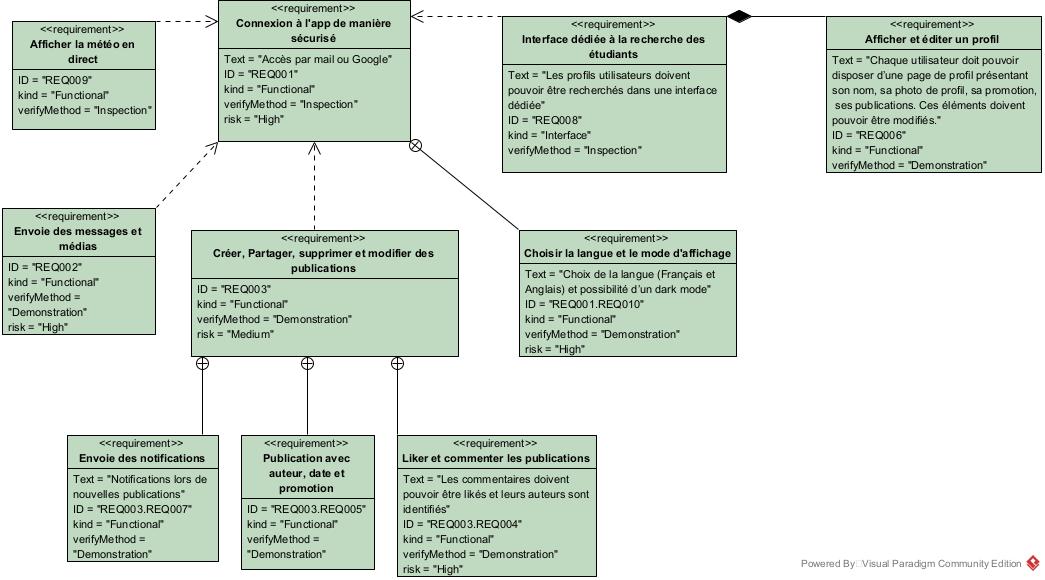 <<requirement>>
Afficher la météo en
direct
ID = "REQ009"
kind = "Functional"
verifyMethod = "Inspection"
<<requirement>>
Connexion à l'app de manière
sécurisé
Text = "Accès par mail ou Google"
ID = "REQ001"
kind = "Functional"
verifyMethod = "Inspection"
risk = "High"
<<requirement>>
Interface dédiée à la recherche des
étudiants
Text = "Les profils utilisateurs doivent
pouvoir être recherchés dans une interface
dédiée"
ID = "REQ008"
kind = "Interface"
verifyMethod = "Inspection"
<<requirement>>
Afficher et éditer un profil
Text = "Chaque utilisateur doit pouvoir
disposer d'une page de profil présentant
son nom, sa photo de profil, sa promotion,
ses publications. Ces éléments doivent
pouvoir être modifiés."
ID = "REQ006"
kind = "Functional"
verifyMethod = "Demonstration"
<<requirement>>
Envoie des messages et
médias
ID = "REQ002"
kind = "Functional"
verifyMethod =
"Demonstration"
risk = "High"
<<requirement>>
Créer, Partager, supprimer et modifier des
publications
ID = "REQ003"
kind = "Functional"
verifyMethod = "Demonstration"
risk = "Medium"
<<requirement>>
Choisir la langue et le mode d'affichage
Text = "Choix de la langue (Français et
Anglais) et possibilité d'un dark mode"
ID = "REQ001.REQ010"
kind = "Functional"
verifyMethod = "Demonstration"
risk = "High"
<<requirement>>
Envoie des notifications
Text = "Notifications lors de
nouvelles publications"
ID = "REQ003.REQ007"
kind = "Functional"
verifyMethod =
"Demonstration"
<<requirement>>
Publication avec
auteur, date et
promotion
ID = "REQ003.REQ005"
kind = "Functional"
verifyMethod =
"Demonstration"
<<requirement>>
Liker et commenter les publications
Text = "Les commentaires doivent
pouvoir être likés et leurs auteurs sont
identifiés"
ID = "REQ003.REQ004"
kind = "Functional"
verifyMethod = "Demonstration"
risk = "High"
Powered By Visual Paradigm Community Edition